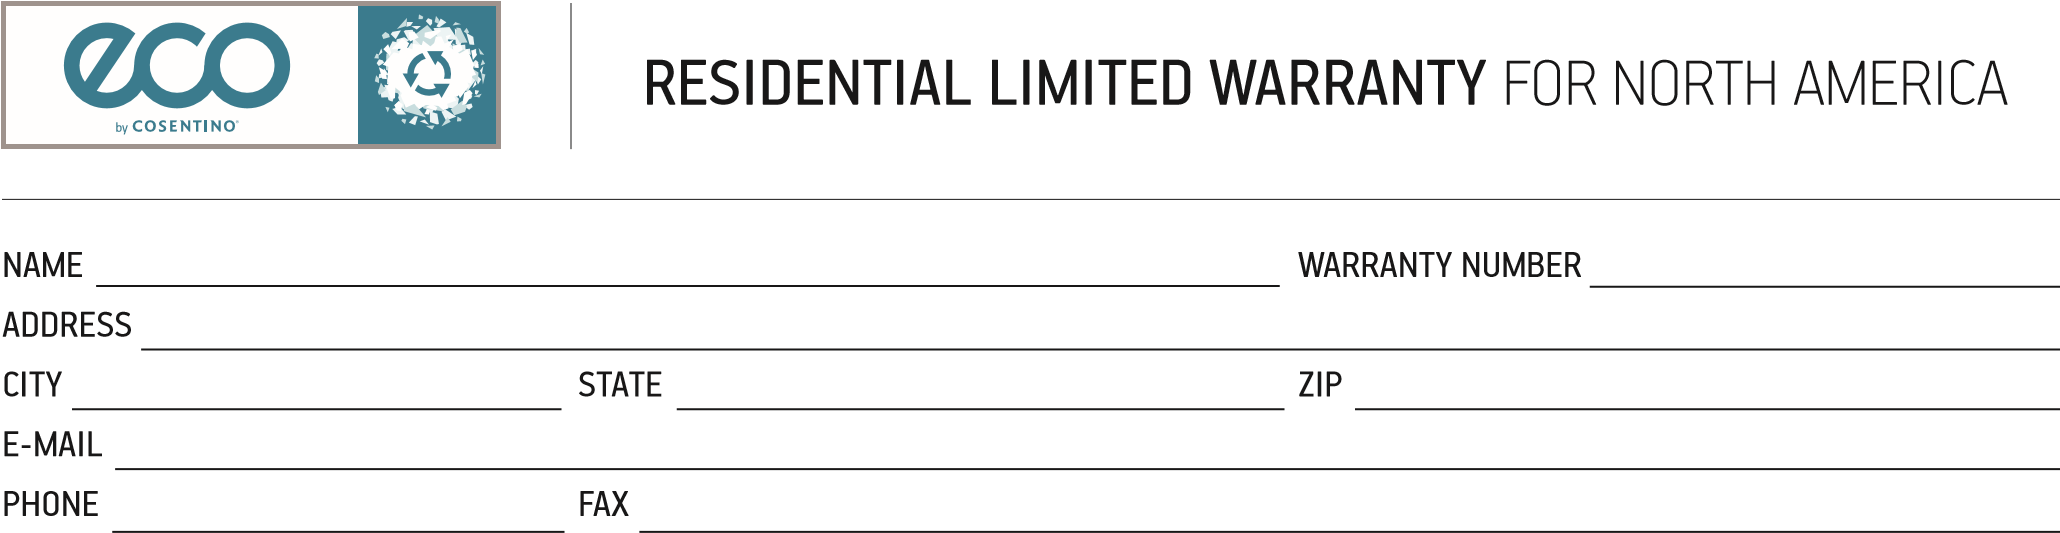 eco
by COSENTINO®
RESIDENTIAL LIMITED WARRANTY FOR NORTH AMERICA
NAME WARRANTY NUMBER
ADDRESS
CITY STATE ZIP
E-MAIL
PHONE FAX